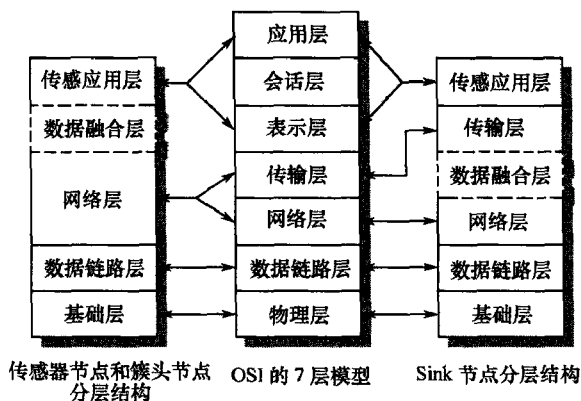 传感应用层
数据融合层
网络层
数据链路层
基础层
传感器节点和簇头节点
分层结构
应用层
会话层
表示层
传输层
网络层
数据链路层
物理层
OSI 的 7 层模型
传感应用层
传输层
数据融合层
网络层
数据链路层
基础层
Sink 节点分层结构